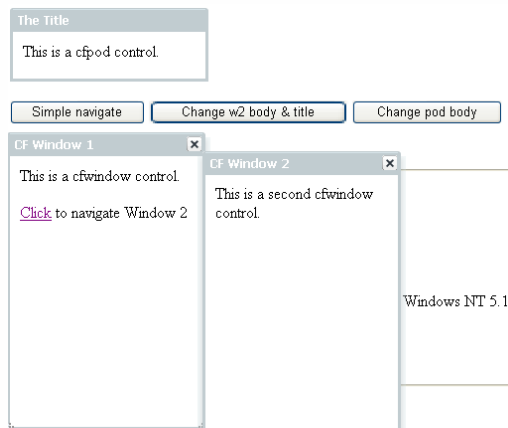 The Title
This is a cfpod control.
Simple navigate
Change w2 body & title
Change pod body
CF Window 1
This is a cfwindow control.
Click to navigate Window 2
CF Window 2
This is a second cfwindow
control.
Windows NT 5.1